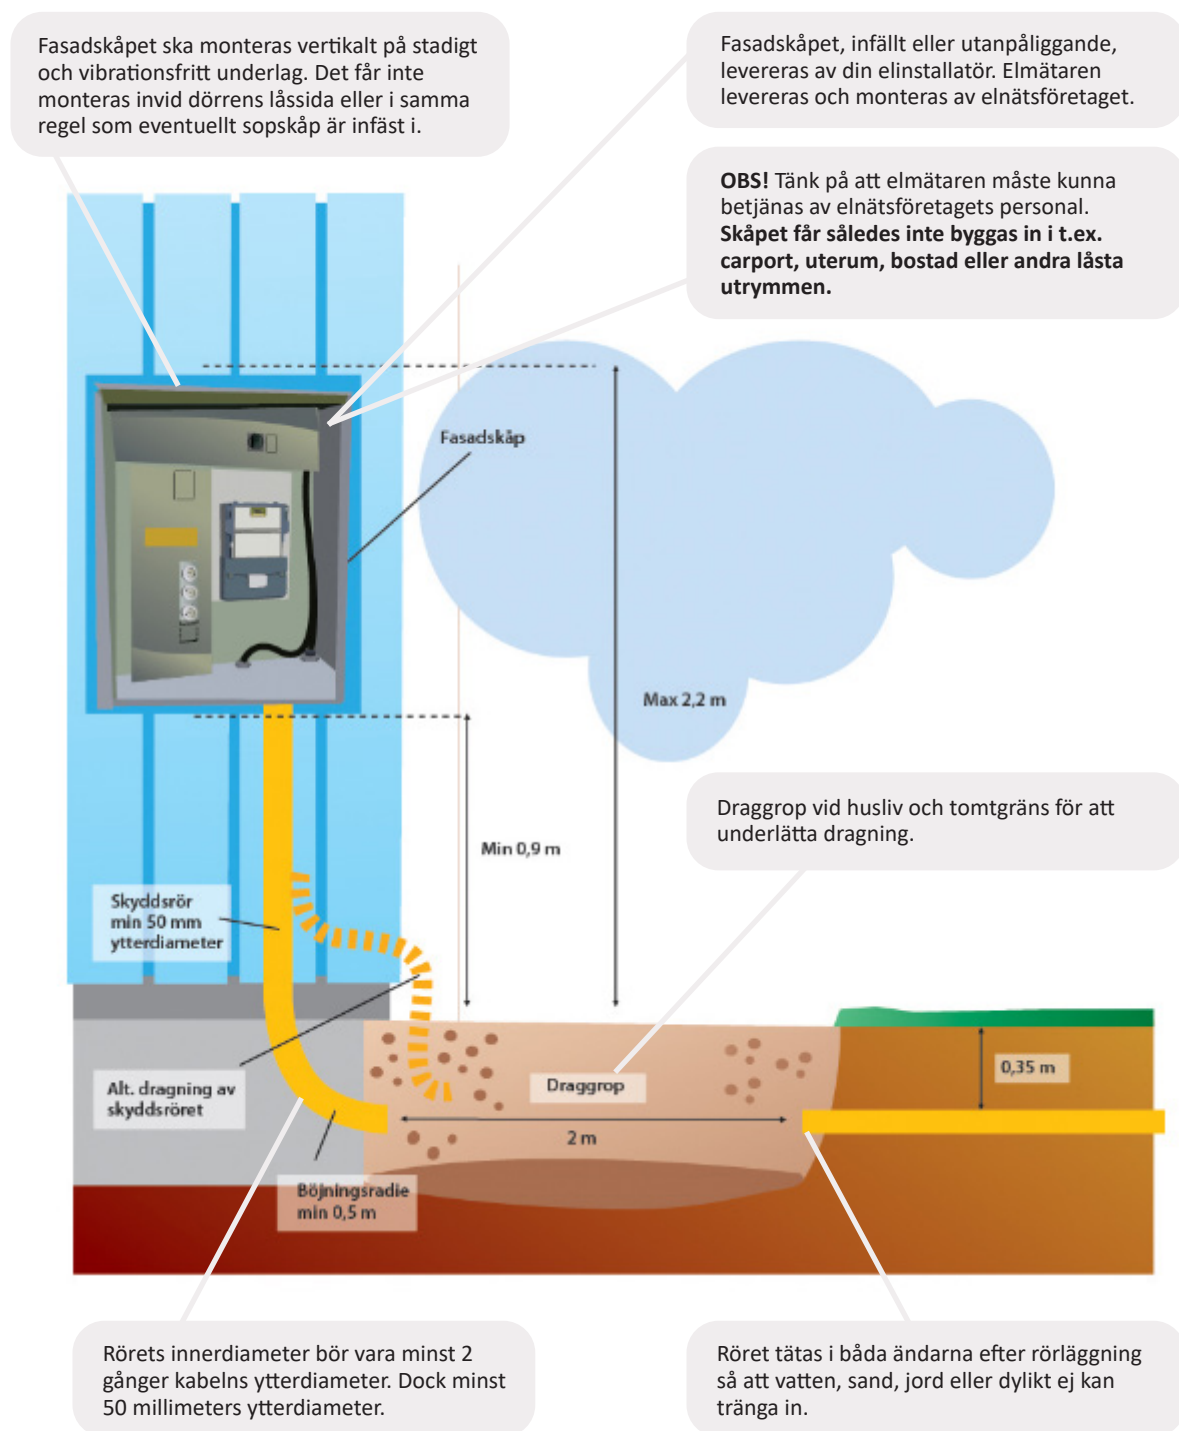 Fasadskåpet ska monteras vertikalt på stadigt
och vibrationsfritt underlag. Det får inte
monteras invid dörrens låssida eller i samma
regel som eventuellt sopskåp är infäst i.
Fasadskåpet, infällt eller utanpåliggande,
levereras av din elinstallatör. Elmätaren
levereras och monteras av elnätsföretaget.
OBS! Tänk på att elmätaren måste kunna
betjänas av elnätsföretagets personal.
Skåpet får således inte byggas in i t.ex.
carport, uterum, bostad eller andra låsta
utrymmen.
Fasadskåp
Max 2,2 m
Min 0,9 m
Draggrop vid husliv och tomtgräns för att
underlätta dragning.
Skyddsrör
min 50 mm
ytterdiameter
Alt. dragning av
skyddsröret
Draggrop
0,35 m
2 m
Böjningsradie
min 0,5 m
Rörets innerdiameter bör vara minst 2
gånger kabelns ytterdiameter. Dock minst
50 millimeters ytterdiameter.
Röret tätas i båda ändarna efter rörläggning
så att vatten, sand, jord eller dylikt ej kan
tränga in.